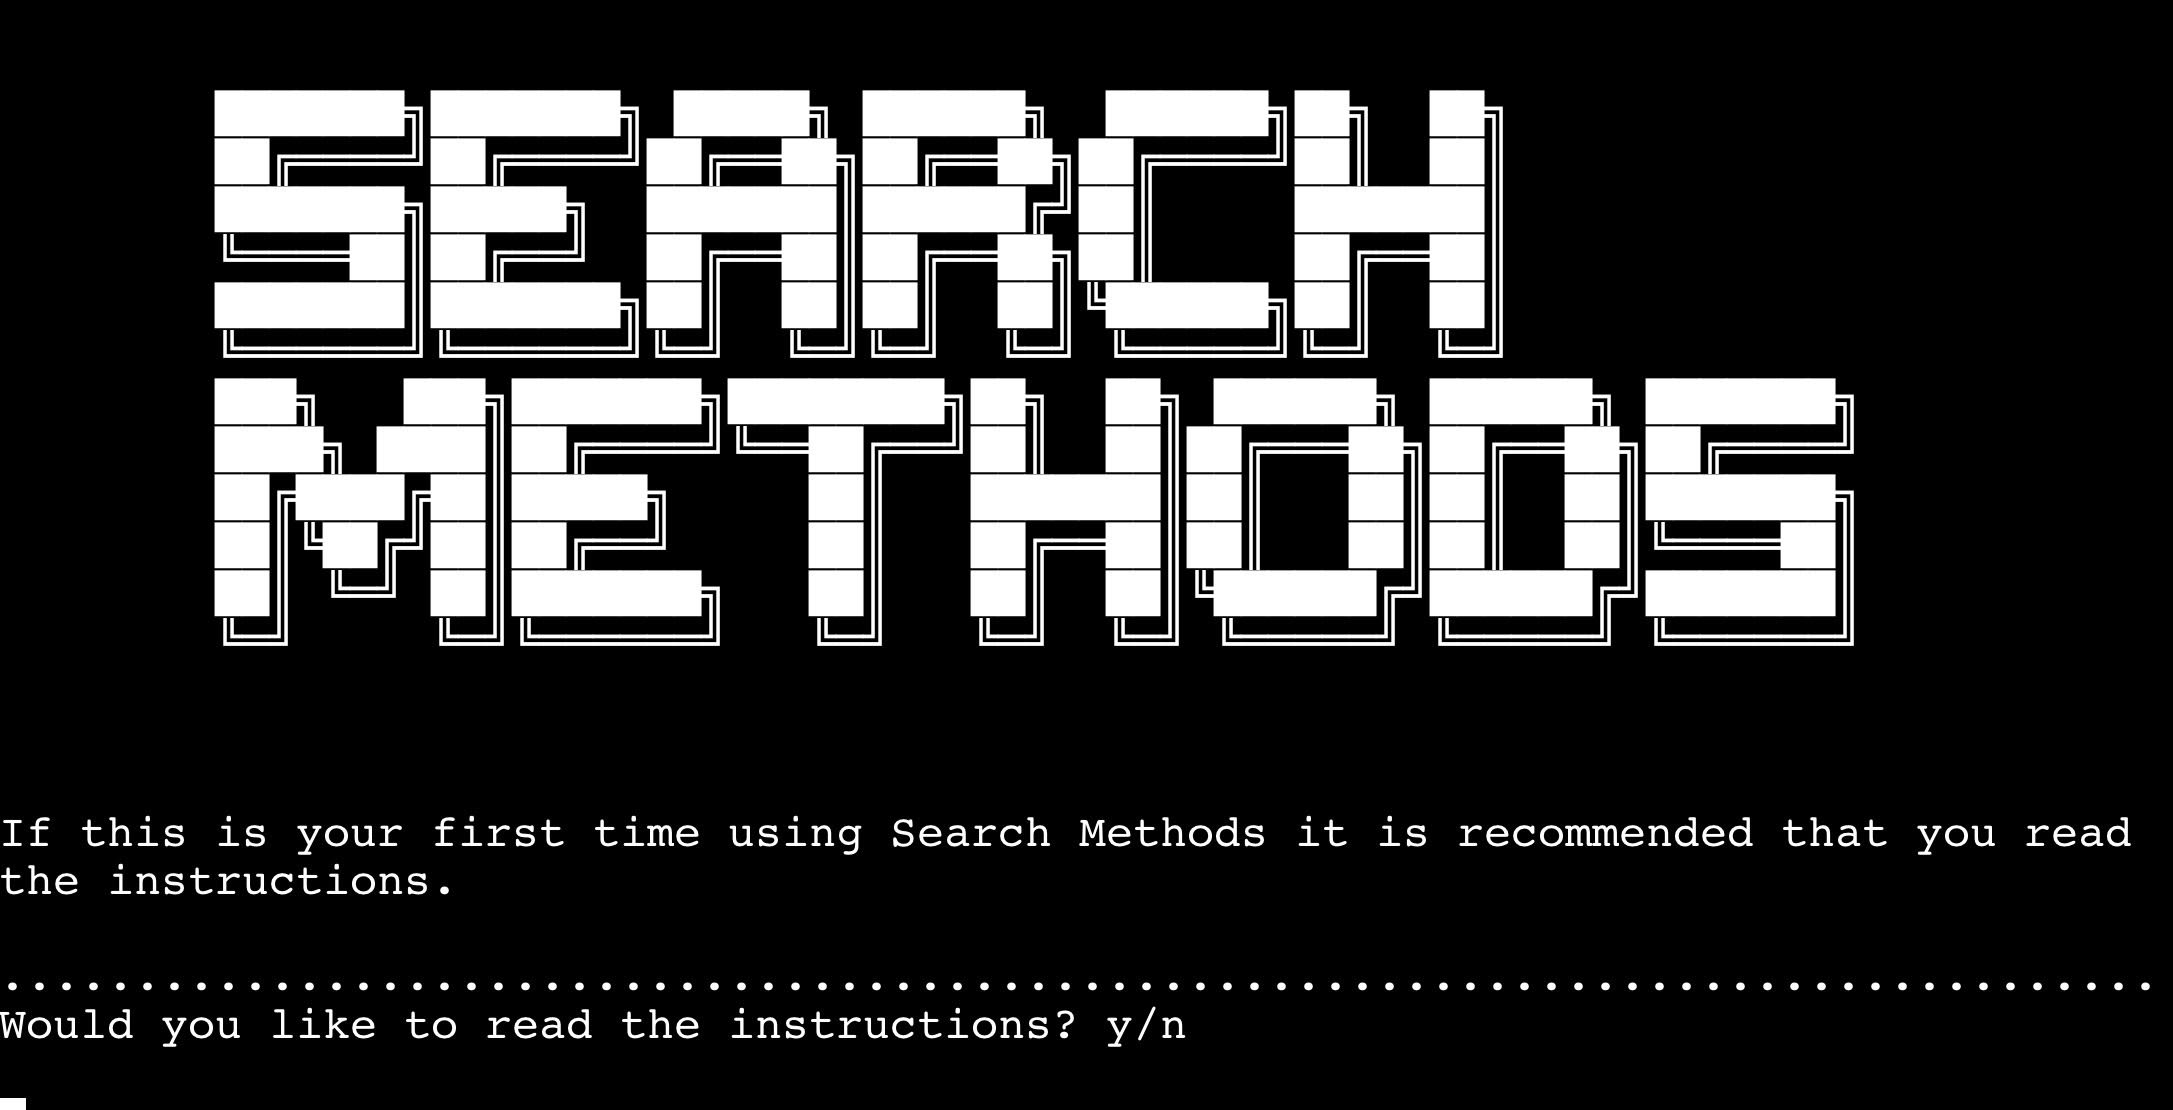 SEARCH
METHODS
If this is your first time using Search Methods it is recommended that you read
the instructions.
................................................................................
Would you like to read the instructions? y/n